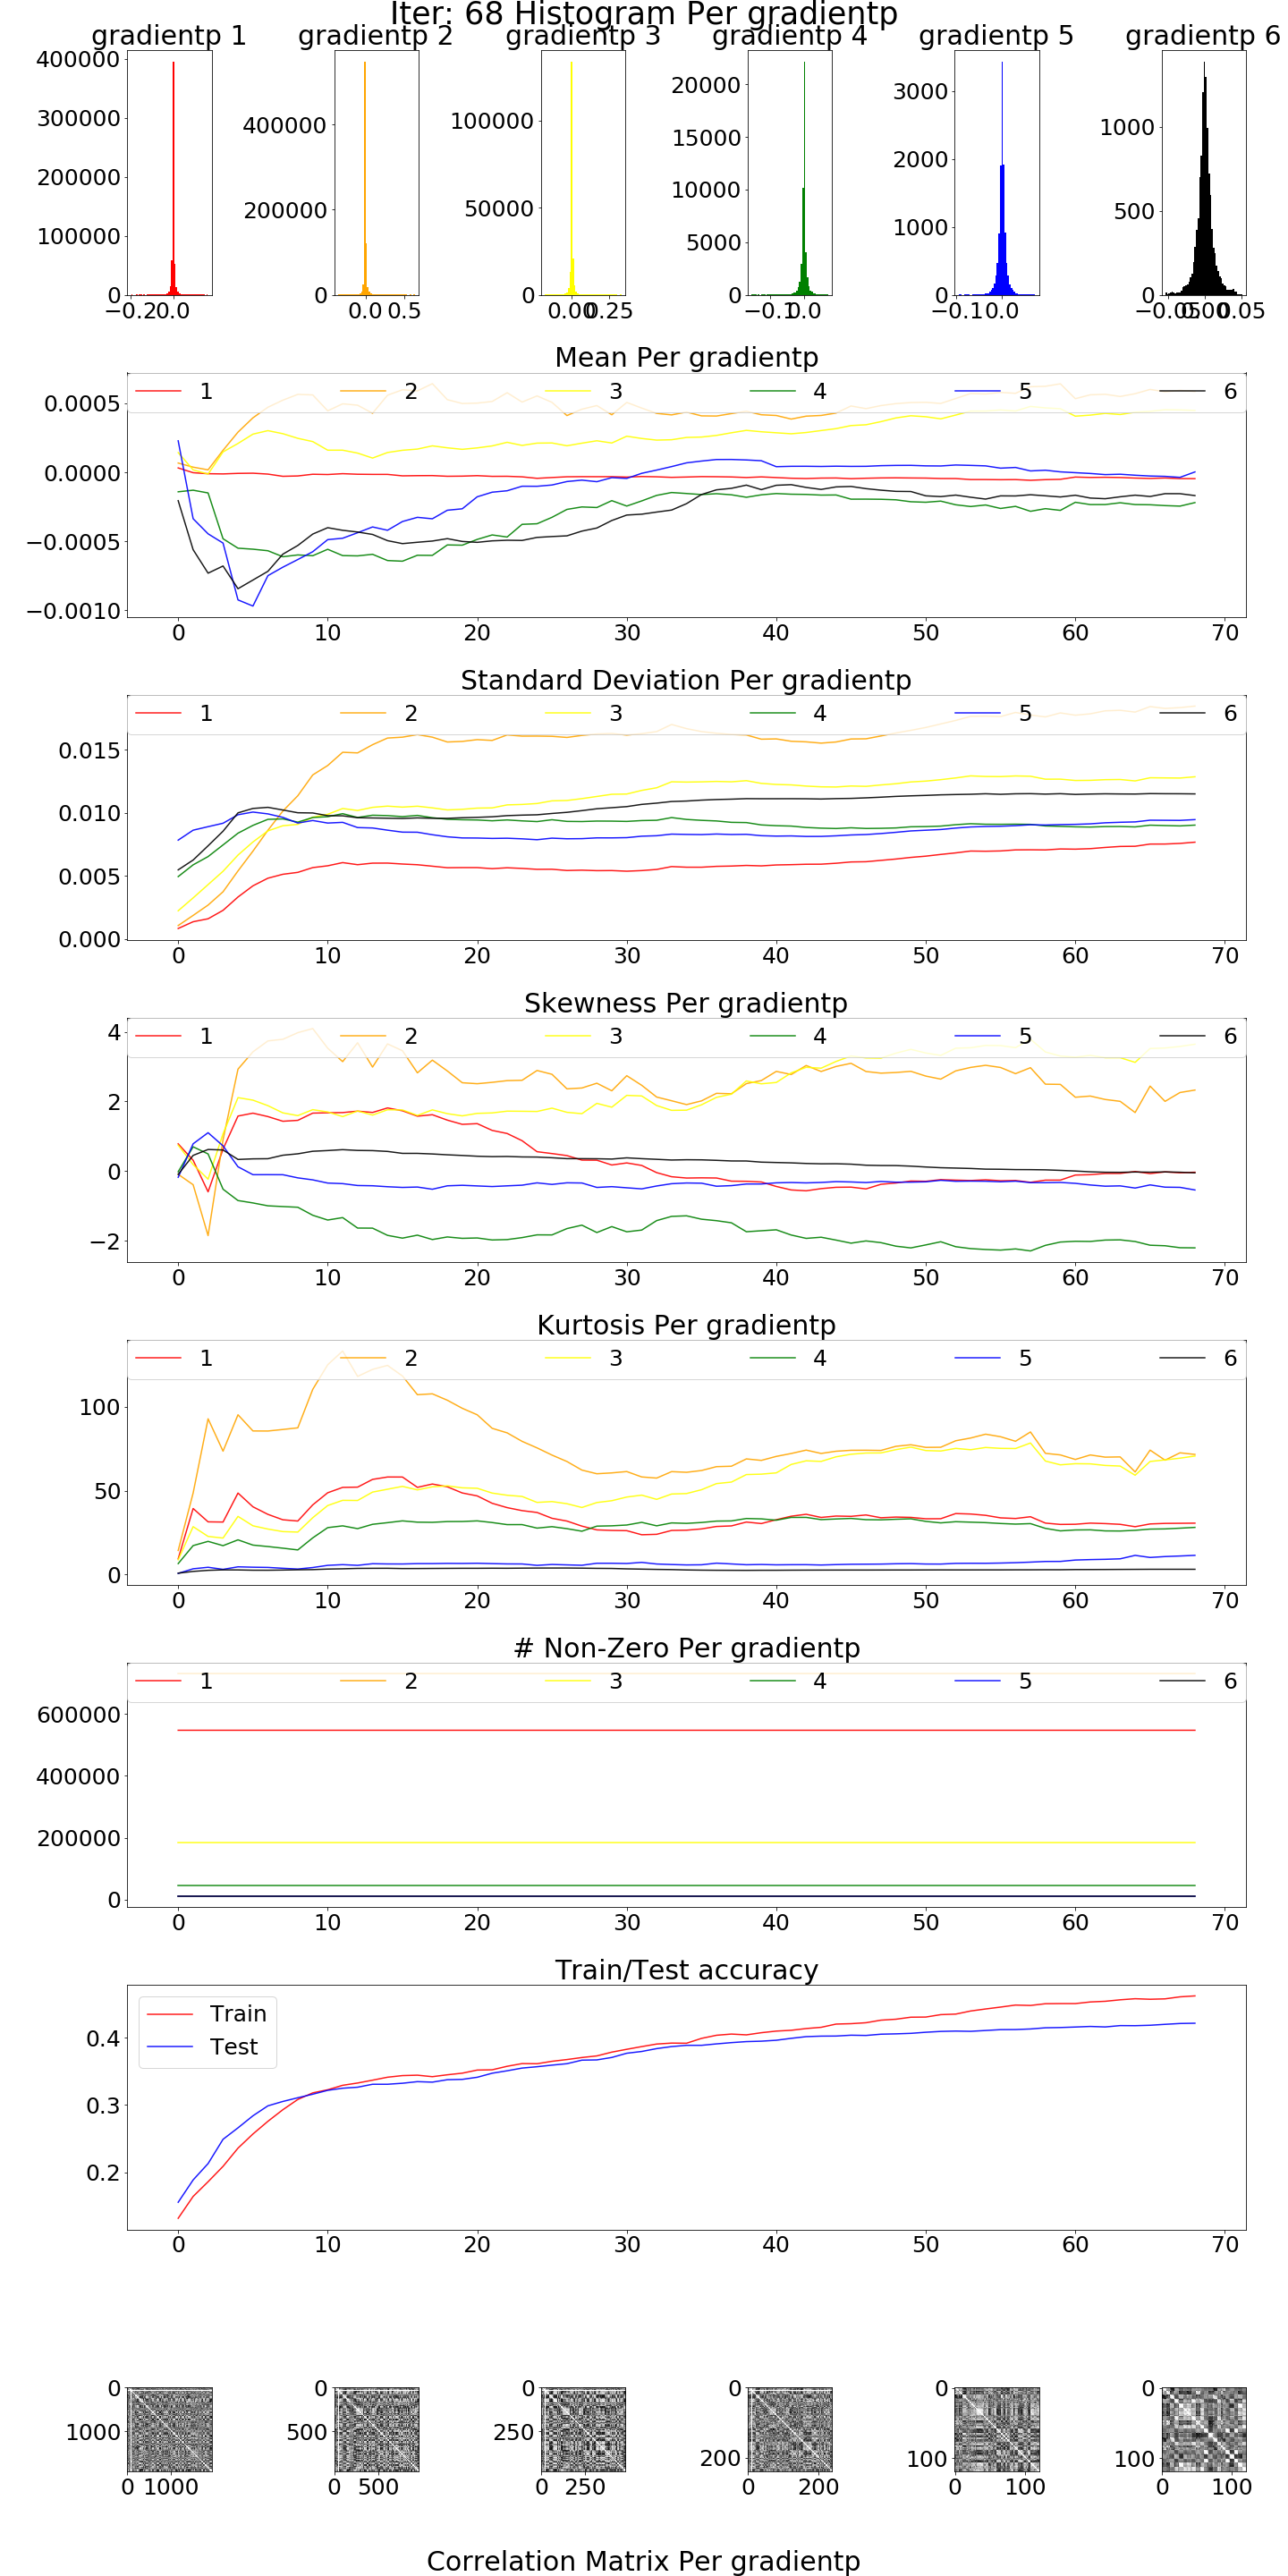 Iter: 68 Histogram Per gradientp
gradientp 1 gradientp 2 gradientp 3 gradientp 4 gradientp 5 gradientp 6
400000
300000
200000
100000
0
−0.2 0.0
400000
200000
0
0.0 0.5
100000
50000
0
0.00 0.25
20000
15000
10000
5000
0
−0.1 0.0
3000
2000
1000
0
−0.1 0.0
1000
500
0
−0.05 0.00 0.05
Mean Per gradientp
1 2 3 4 5 6
0.0005
0.0000
−0.0005
−0.0010
0 10 20 30 40 50 60 70
Standard Deviation Per gradientp
1 2 3 4 5 6
0.015
0.010
0.005
0.000
0 10 20 30 40 50 60 70
Skewness Per gradientp
1 2 3 4 5 6
4
2
0
−2
0 10 20 30 40 50 60 70
Kurtosis Per gradientp
1 2 3 4 5 6
100
50
0
0 10 20 30 40 50 60 70
# Non-Zero Per gradientp
1 2 3 4 5 6
600000
400000
200000
0
0 10 20 30 40 50 60 70
Train/Test accuracy
Train
Test
0.4
0.3
0.2
0 10 20 30 40 50 60 70
0
1000
0 1000
0
500
0 500
0
250
0 250
0
200
0 200
0
100
0 100
0
100
0 100
Correlation Matrix Per gradientp